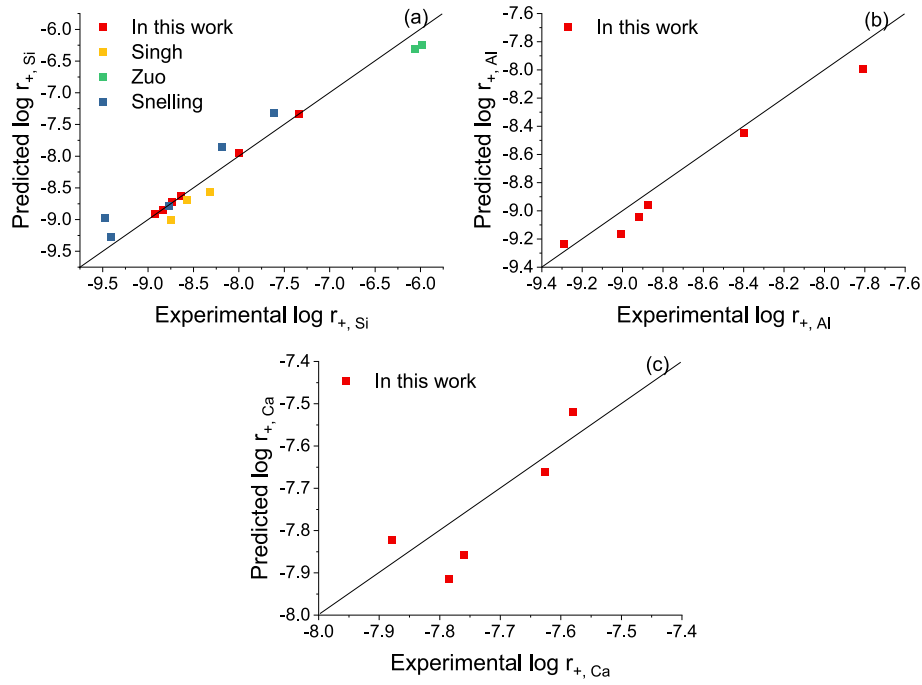 (a)
In this work
Singh
Zuo
Snelling
-6.0
-6.5
-7.0
-7.5
-8.0
-8.5
-9.0
-9.5
Predicted log r+, Si
-9.5 -9.0 -8.5 -8.0 -7.5 -7.0 -6.5 -6.0
Experimental log r+, Si
(b)
In this work
-7.6
-7.8
-8.0
-8.2
-8.4
-8.6
-8.8
-9.0
-9.2
-9.4
Predicted log r+, Al
-9.4 -9.2 -9.0 -8.8 -8.6 -8.4 -8.2 -8.0 -7.8 -7.6
Experimental log r+, Al
(c)
In this work
-7.4
-7.5
-7.6
-7.7
-7.8
-7.9
-8.0
Predicted log r+, Ca
-8.0 -7.9 -7.8 -7.7 -7.6 -7.5 -7.4
Experimental log r+, Ca